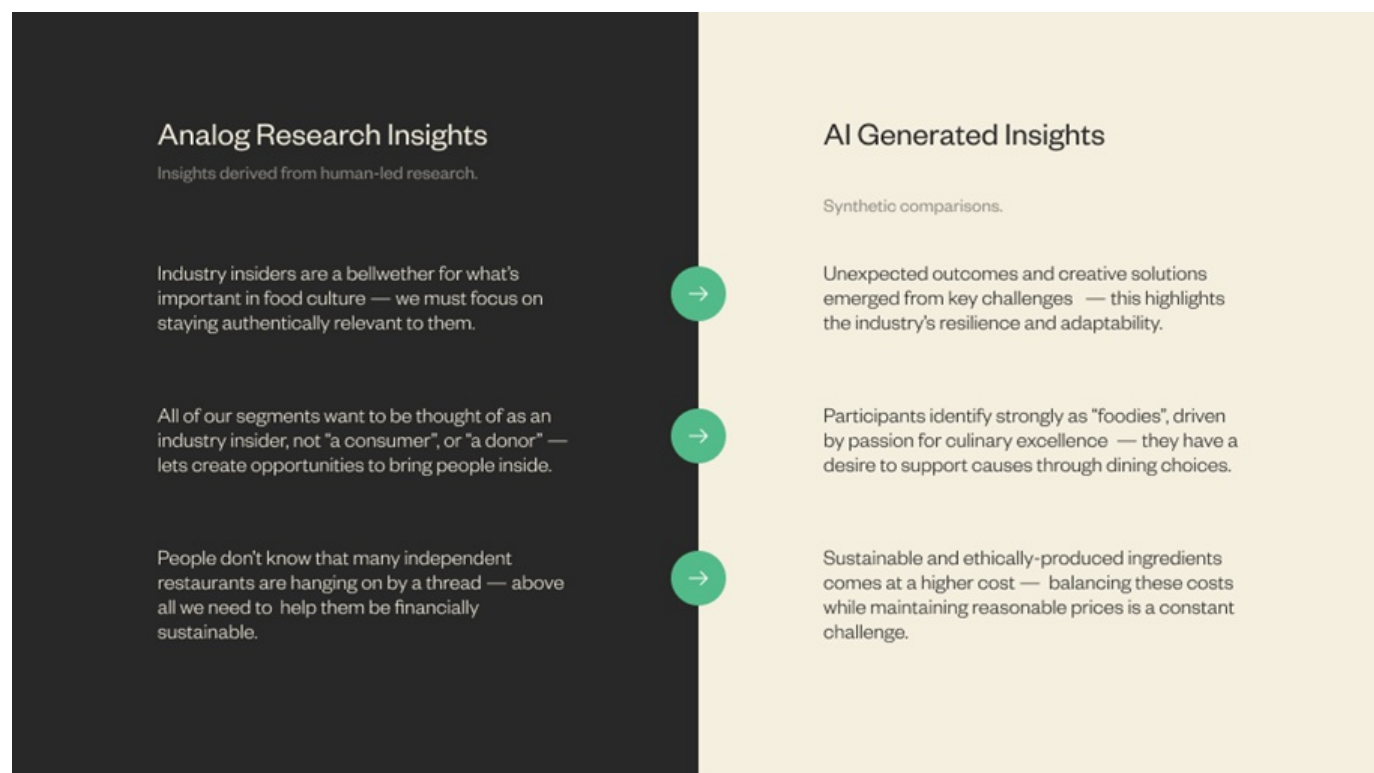 Analog Research Insights
Insights derived from human-led research.
Industry insiders are a bellwether for what's
important in food culture — we must focus on
staying authentically relevant to them.
All of our segments want to be thought of as an
industry insider, not “a consumer”, or “a donor” —
lets create opportunities to bring people inside.
People don't know that many independent
restaurants are hanging on by a thread — above
all we need to help them be financially
sustainable.
AI Generated Insights
Synthetic comparisons.
Unexpected outcomes and creative solutions
emerged from key challenges — this highlights
the industry's resilience and adaptability.
Participants identify strongly as “foodies”, driven
by passion for culinary excellence — they have a
desire to support causes through dining choices.
Sustainable and ethically-produced ingredients
comes at a higher cost — balancing these costs
while maintaining reasonable prices is a constant
challenge.